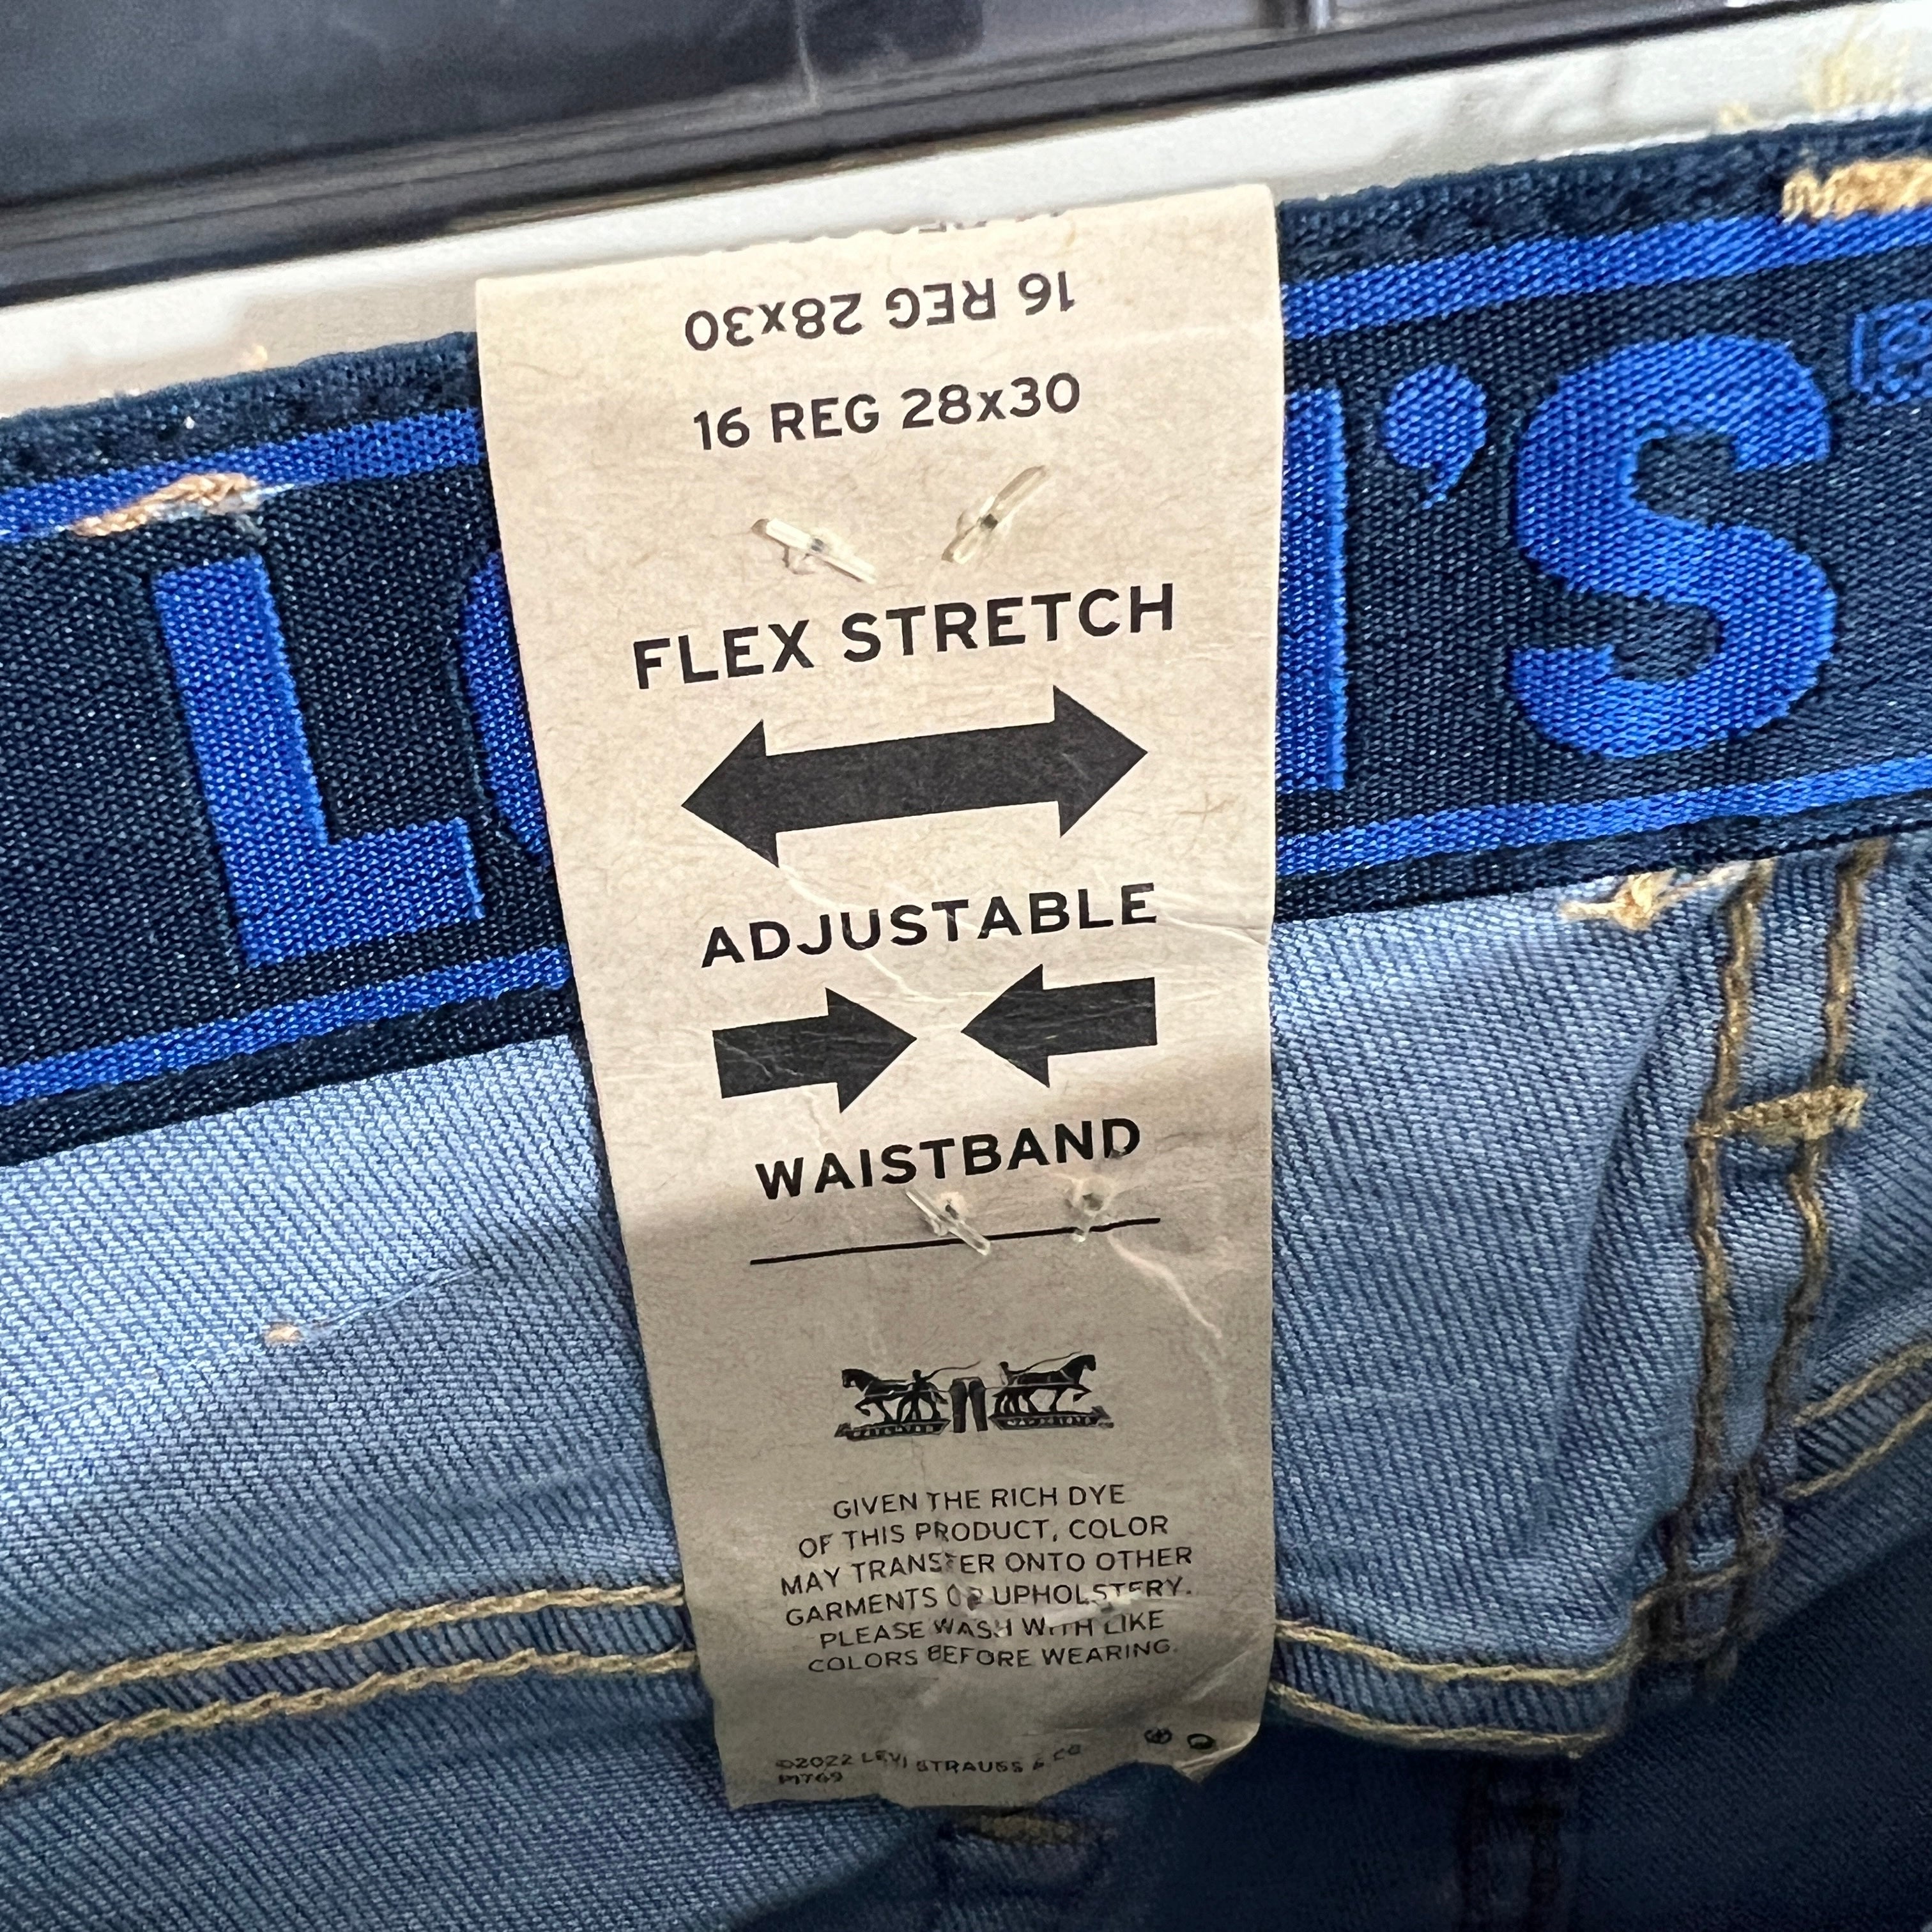 16 REG 28x30
16 REG 28x30
FLEX STRETCH
ADJUSTABLE
WAISTBAND
GIVEN THE RICH DYE
OF THIS PRODUCT, COLOR
MAY TRANSFER ONTO OTHER
GARMENTS OR UPHOLSTERY.
PLEASE WASH WITH LIKE
COLORS BEFORE WEARING.
©2022 LEVI STRAUSS & CO
P1769
L
'S®